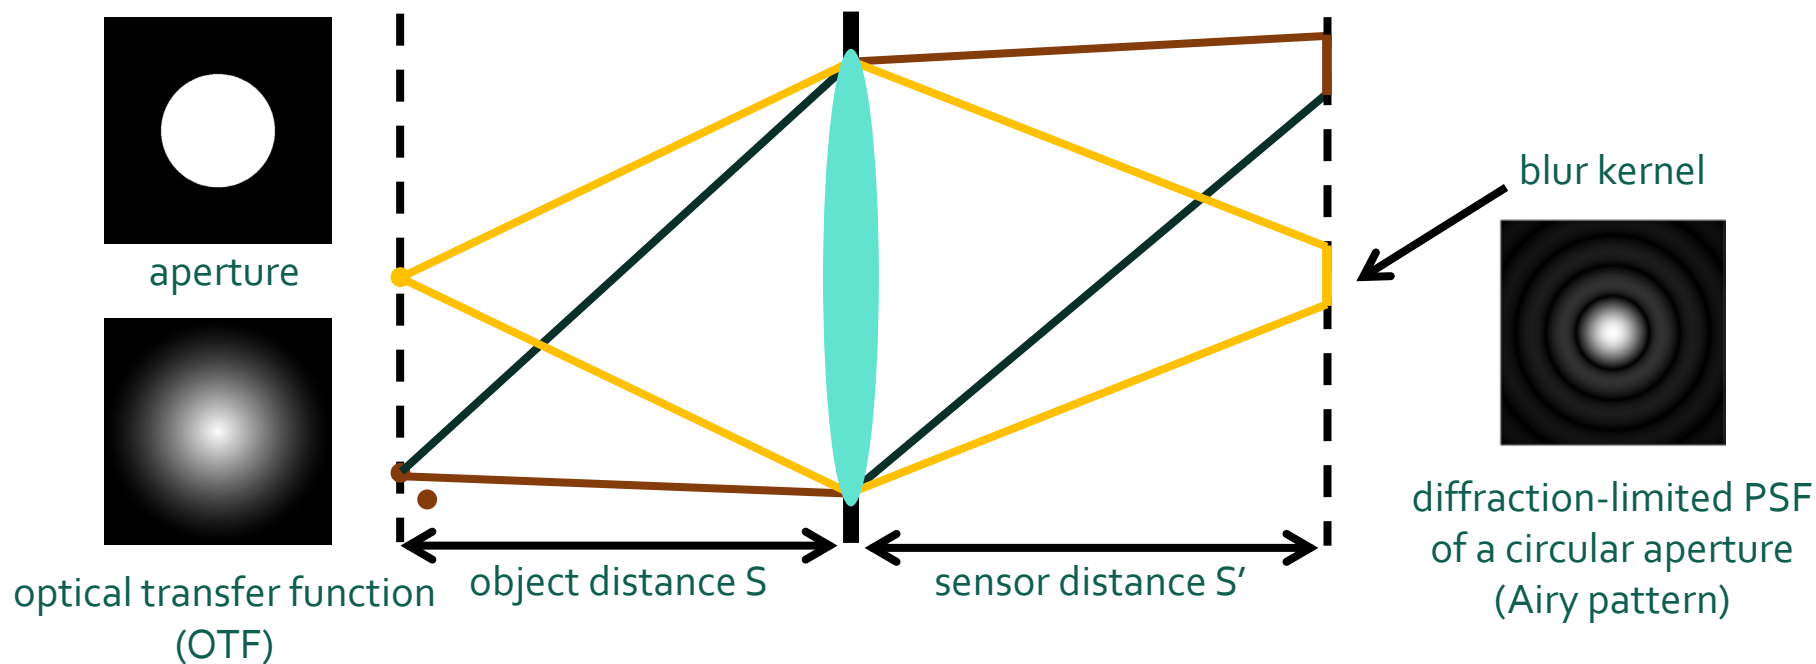 aperture
optical transfer function
(OTF)
object distance S
sensor distance S′
blur kernel
diffraction-limited PSF
of a circular aperture
(Airy pattern)